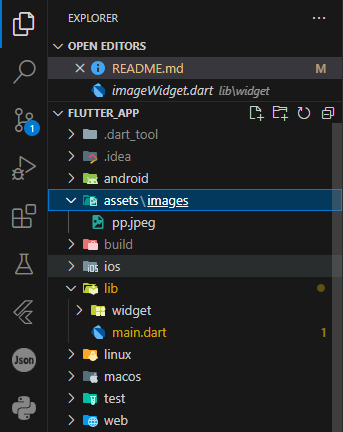 EXPLORER
OPEN EDITORS
README.md M
imageWidget.dart lib\widget
FLUTTER_APP
.dart_tool
.idea
android
assets\images
pp.jpeg
build
iOS ios
lib
widget
main.dart 1
linux
macos
test
web
1
Json